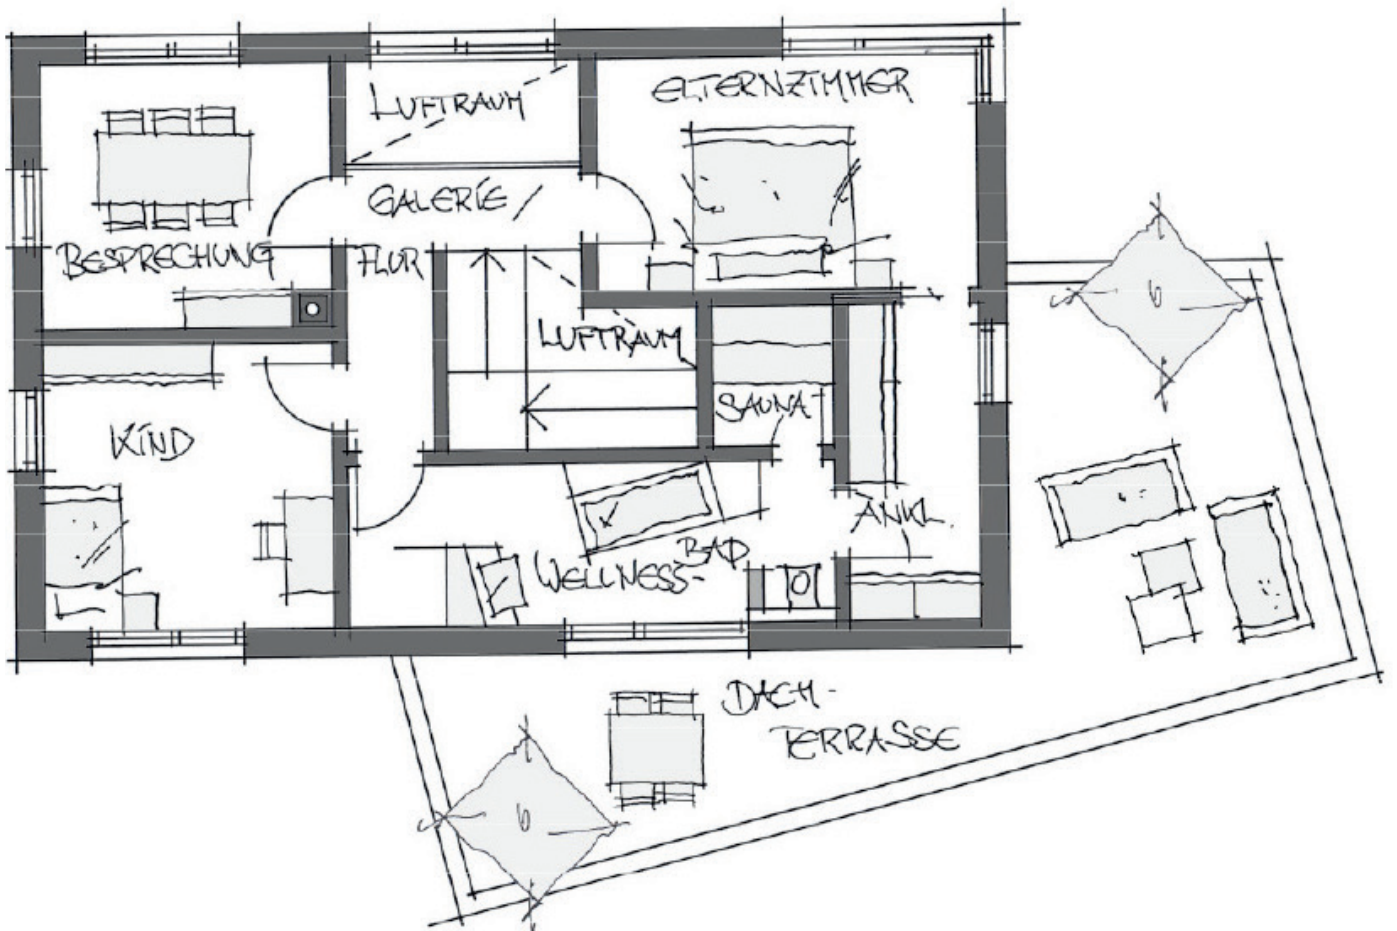 LUFTRAUM
ELTERNZIMMER
GALERIE/
BESPRECHUNG
FLUR
LUFTRAUM
SAUNA
KIND
ANKL.
WELLNESS-
BAD
DACH-
TERRASSE